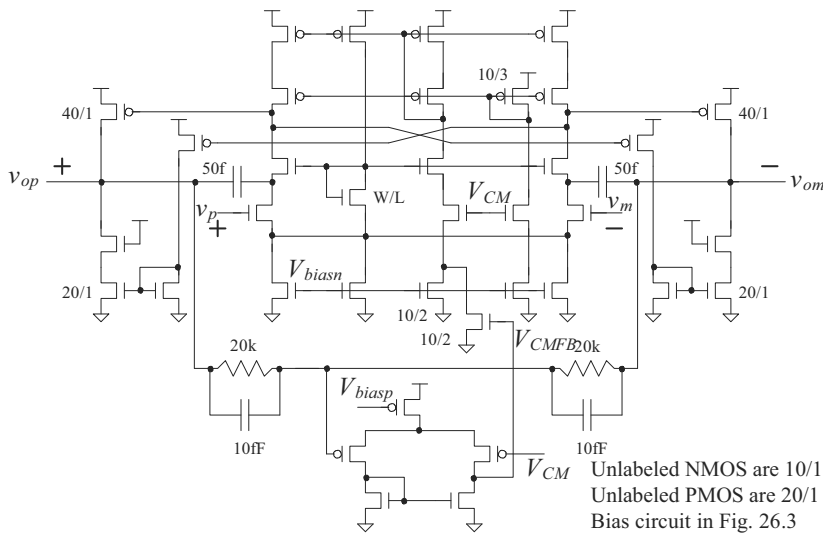 10/3
40/1
40/1
50f
50f
+
v_op
−
v_om
W/L
V_CM
v_p
+
v_m
−
V_biasn
20/1
20/1
10/2
10/2
V_CMFB
20k
20k
V_biasp
10fF
10fF
V_CM
Unlabeled NMOS are 10/1
Unlabeled PMOS are 20/1
Bias circuit in Fig. 26.3